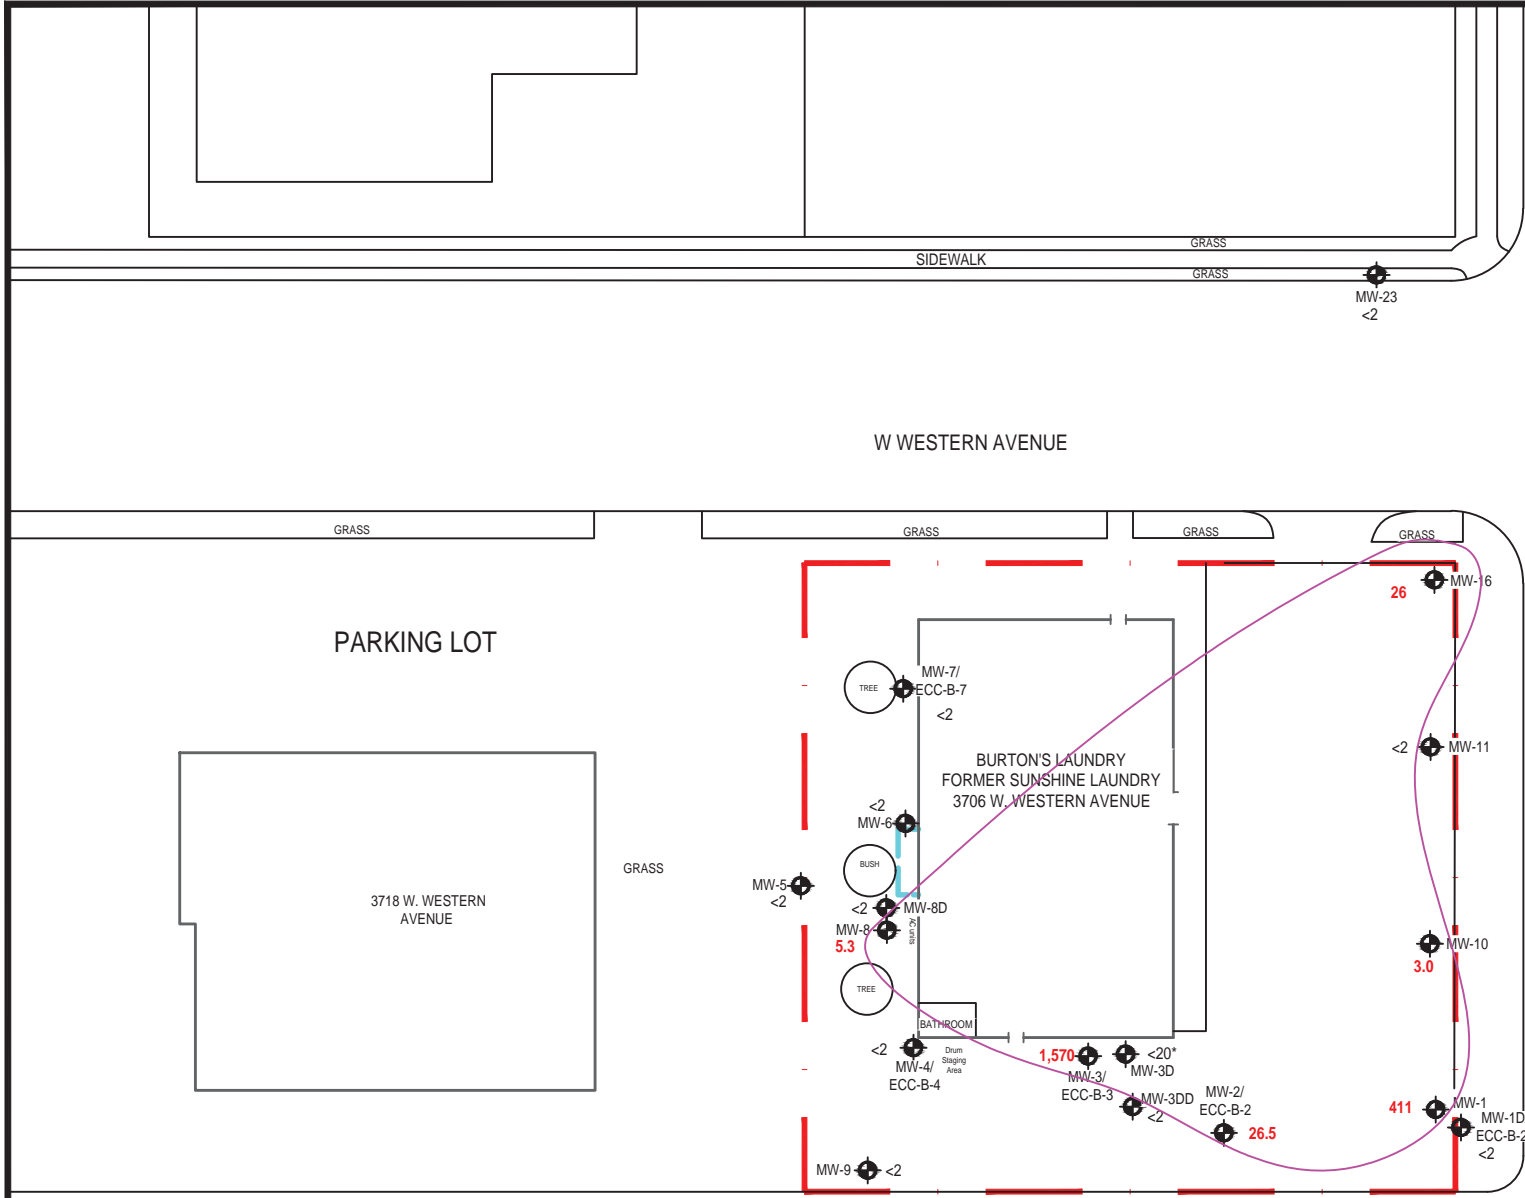 GRASS
SIDEWALK
GRASS
MW-23
<2
W WESTERN AVENUE
GRASS
GRASS
GRASS
GRASS
PARKING LOT
26
MW-16
TREE
MW-7/
ECC-B-7
<2
<2
MW-11
BURTON'S LAUNDRY
FORMER SUNSHINE LAUNDRY
3706 W. WESTERN AVENUE
<2
MW-6
BUSH
GRASS
MW-5
<2
3718 W. WESTERN
AVENUE
<2
MW-8D
MW-8
5.3
AC units
MW-10
3.0
TREE
BATHROOM
<2
MW-4/
ECC-B-4
Drum
Staging
Area
1,570
MW-3/
ECC-B-3
<20*
MW-3D
MW-3DD
<2
MW-2/
ECC-B-2
26.5
411
MW-1
MW-1D
ECC-B-2
<2
MW-9
<2